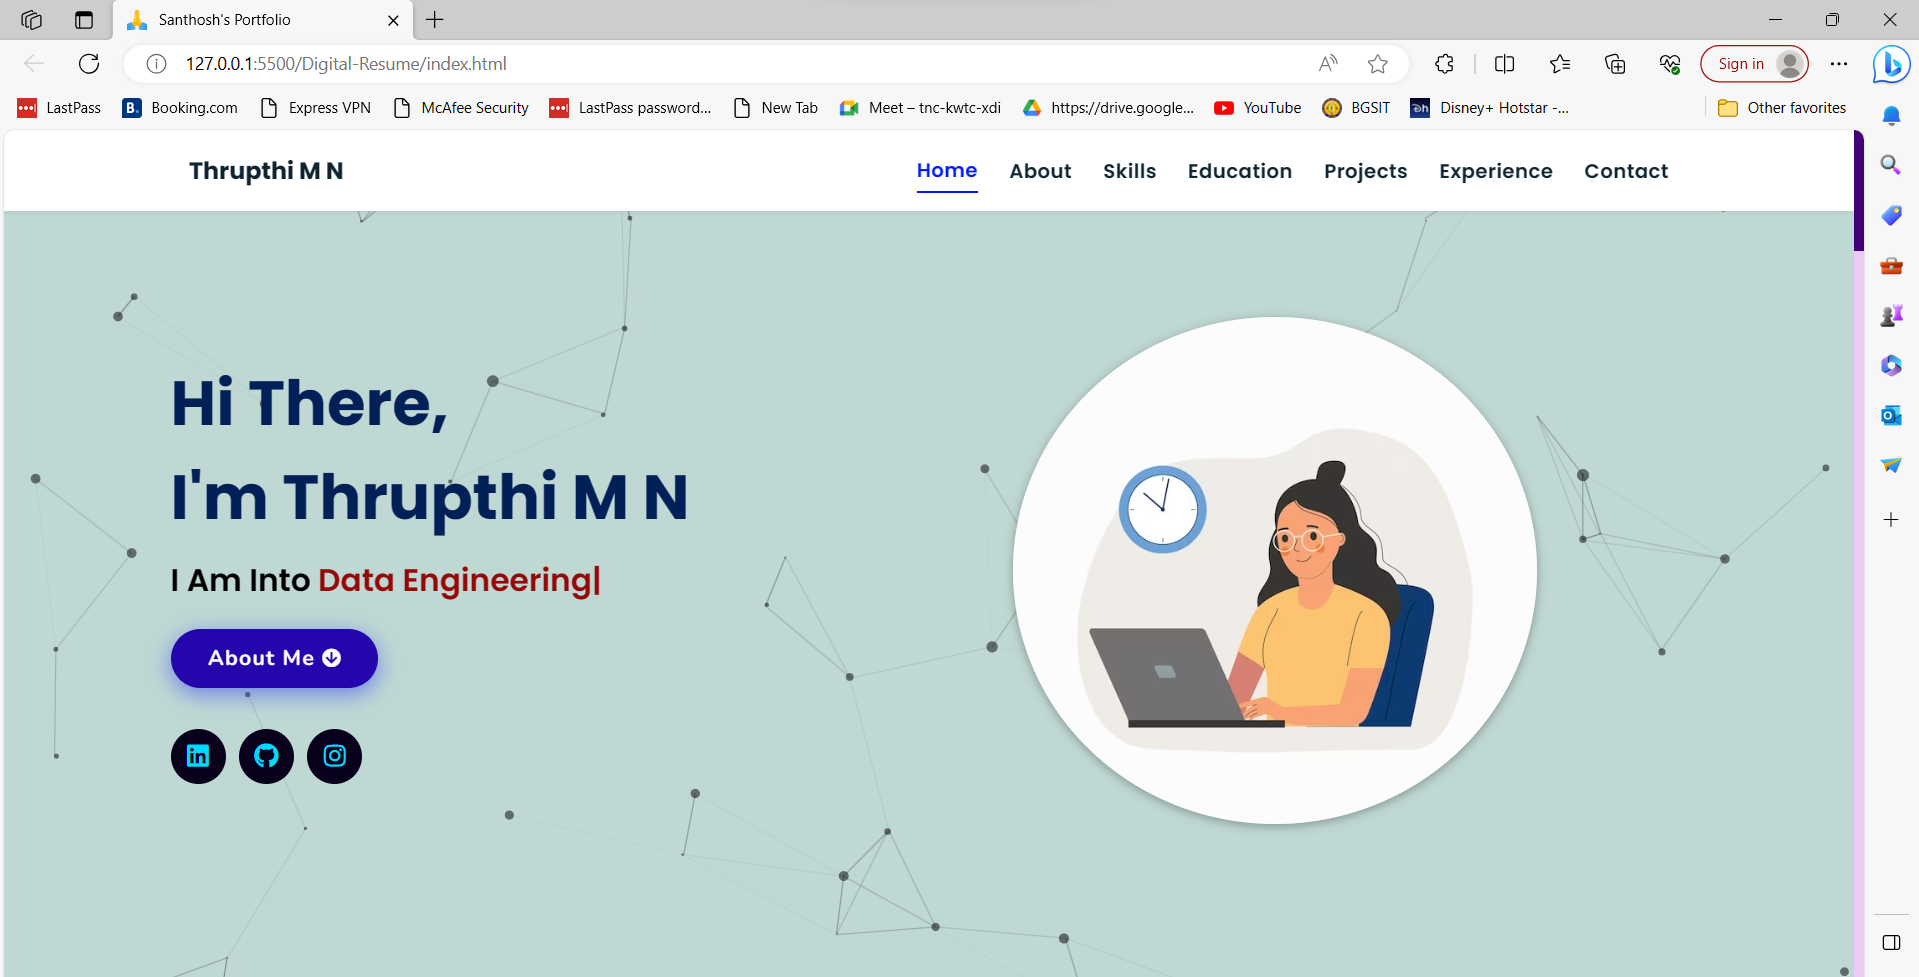 Santhosh's Portfolio
127.0.0.1:5500/Digital-Resume/index.html
Sign in
LastPass Booking.com Express VPN McAfee Security LastPass password... New Tab Meet – tnc-kwtc-xdi https://drive.google... YouTube BGSIT Disney+ Hotstar -... Other favorites
Thrupthi M N
Home About Skills Education Projects Experience Contact
Hi There,
I'm Thrupthi M N
I Am Into Data Engineering|
About Me